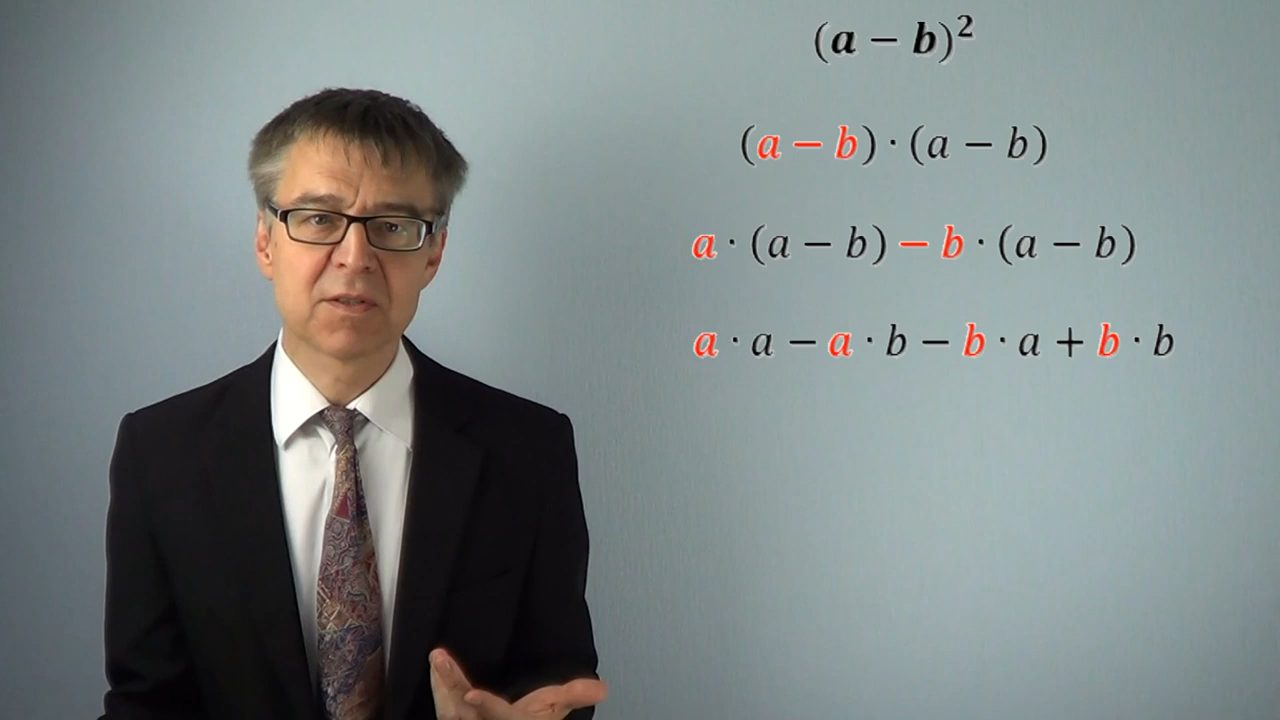 (a − b)²
(a − b) · (a − b)
a · (a − b) − b · (a − b)
a · a − a · b − b · a + b · b